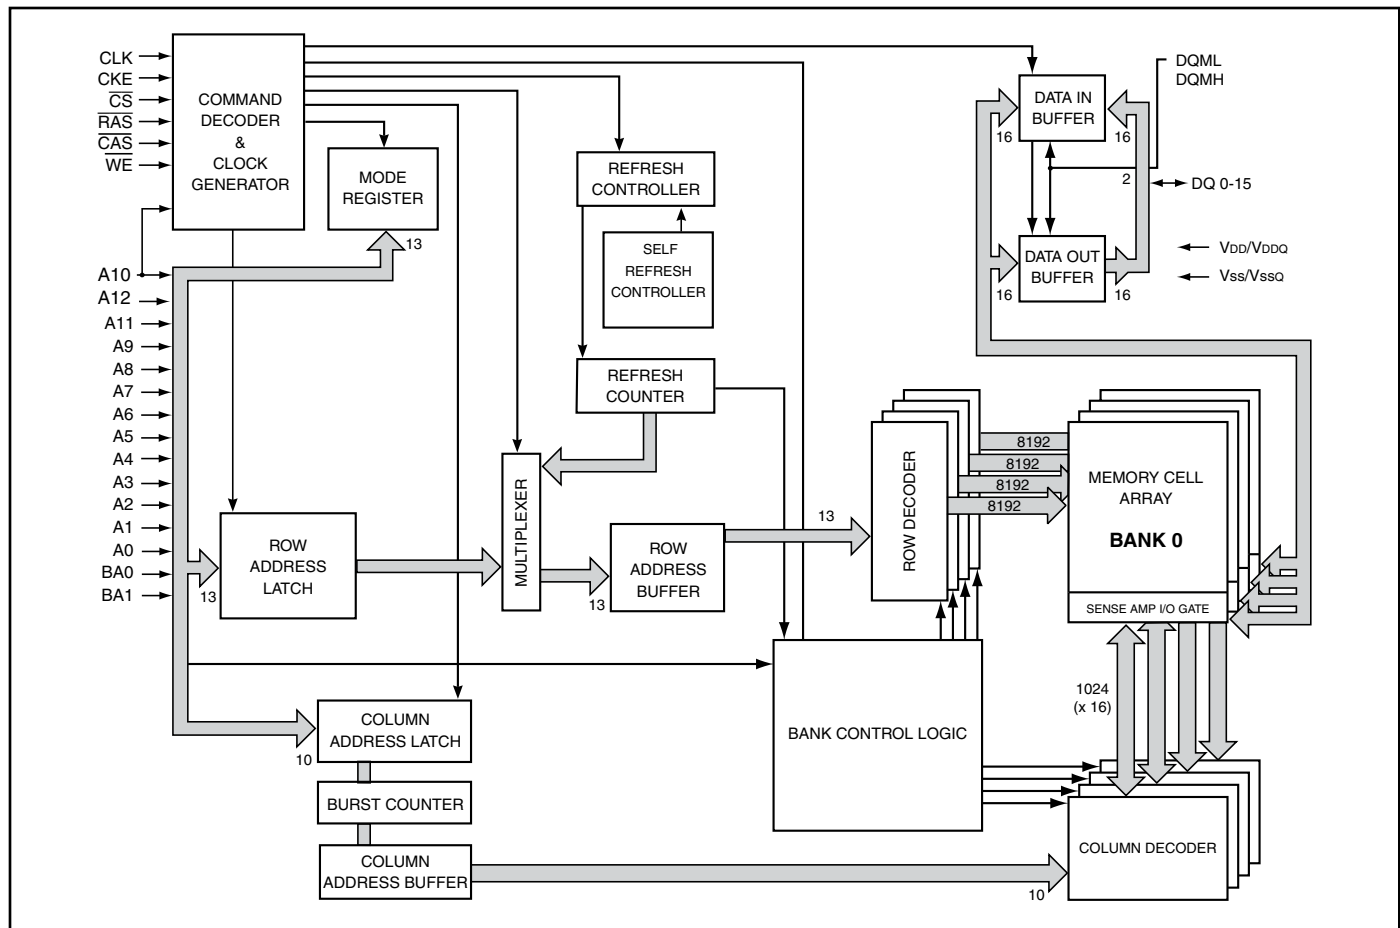 CLK
CKE
CS
RAS
CAS
WE
A10
A12
A11
A9
A8
A7
A6
A5
A4
A3
A2
A1
A0
BA0
BA1
COMMAND
DECODER
&
CLOCK
GENERATOR
MODE
REGISTER
13
REFRESH
CONTROLLER
SELF
REFRESH
CONTROLLER
REFRESH
COUNTER
DATA IN
BUFFER
16
16
DQML
DQMH
2
DQ 0-15
DATA OUT
BUFFER
16
16
VDD/VDDQ
Vss/VssQ
13
ROW
ADDRESS
LATCH
MULTIPLEXER
13
ROW
ADDRESS
BUFFER
13
ROW DECODER
8192
8192
8192
8192
MEMORY CELL
ARRAY
BANK 0
SENSE AMP I/O GATE
10
COLUMN
ADDRESS LATCH
BURST COUNTER
COLUMN
ADDRESS BUFFER
BANK CONTROL LOGIC
1024
(x 16)
COLUMN DECODER
10